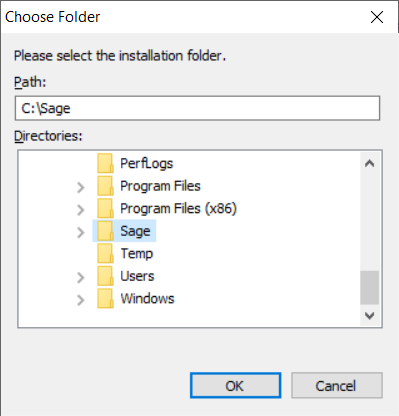 Choose Folder
Please select the installation folder.
Path:
C:\Sage
Directories:
PerfLogs
Program Files
Program Files (x86)
Sage
Temp
Users
Windows
OK Cancel